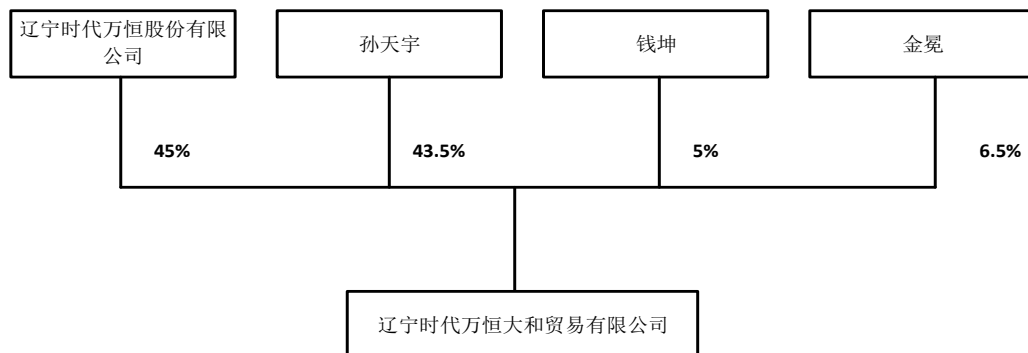 辽宁时代万恒股份有限
公司
孙天宇
钱坤
金冕
45%
43.5%
5%
6.5%
辽宁时代万恒大和贸易有限公司